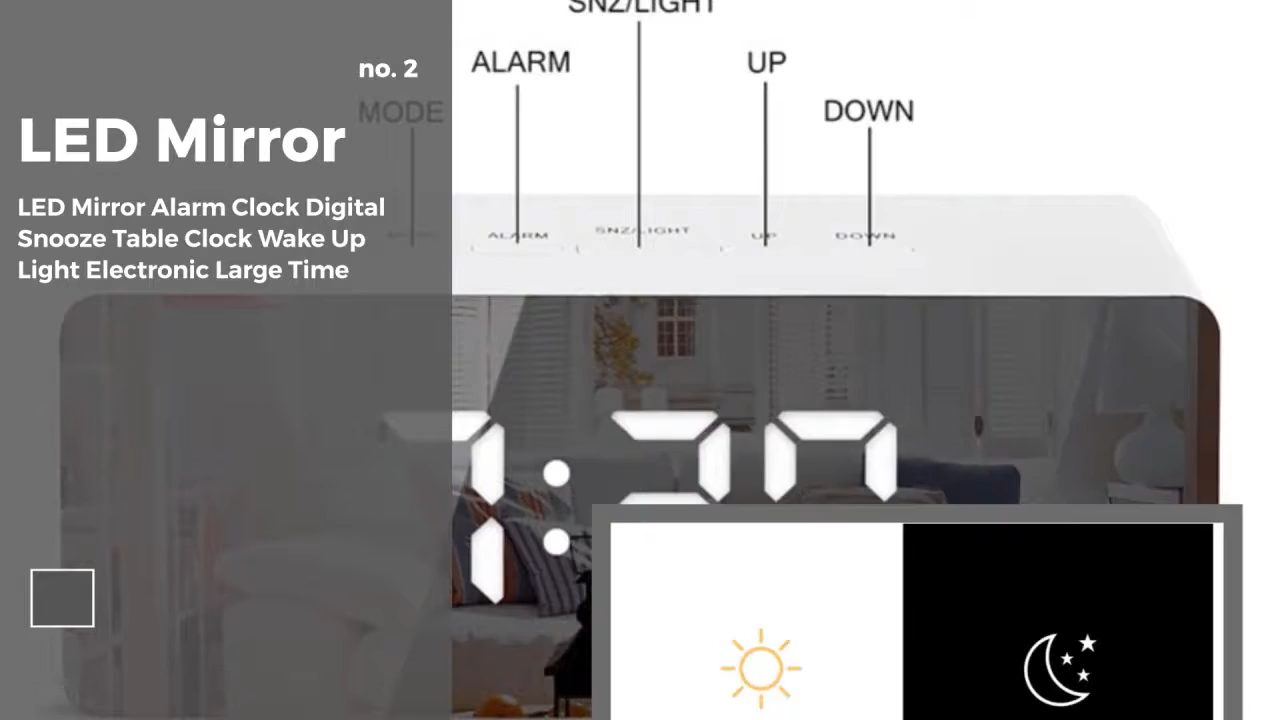 SNZ/LIGHT
no. 2
ALARM
UP
MODE
DOWN
LED Mirror
LED Mirror Alarm Clock Digital
Snooze Table Clock Wake Up
Light Electronic Large Time
ALARM SNZ/LIGHT UP DOWN